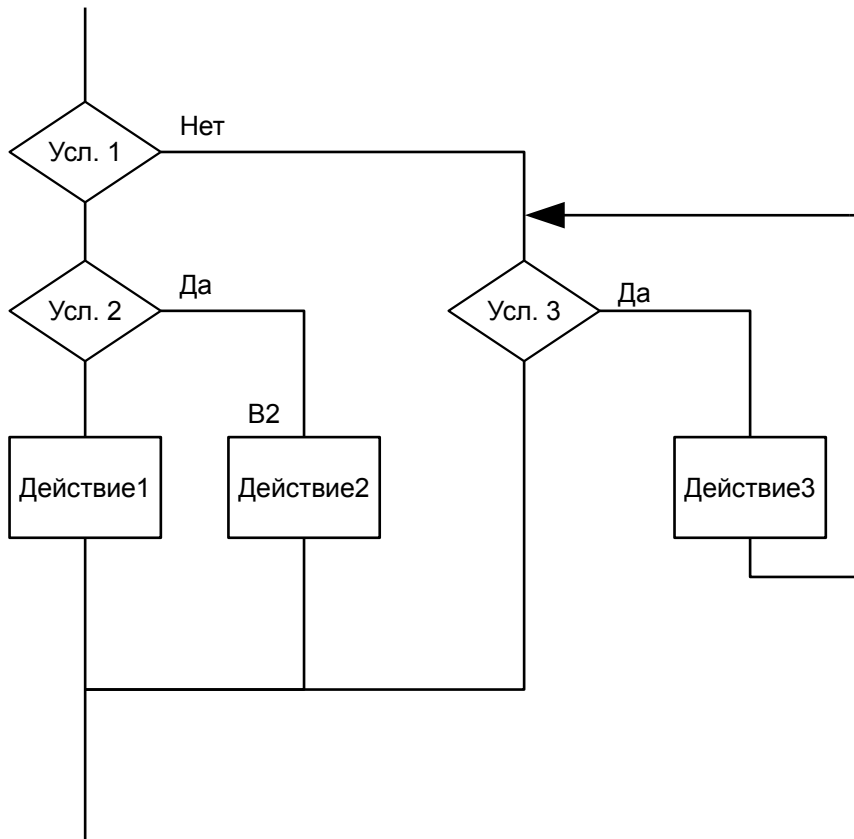 Нет
Усл. 1
Да
Усл. 2
Да
Усл. 3
В2
Действие1
Действие2
Действие3